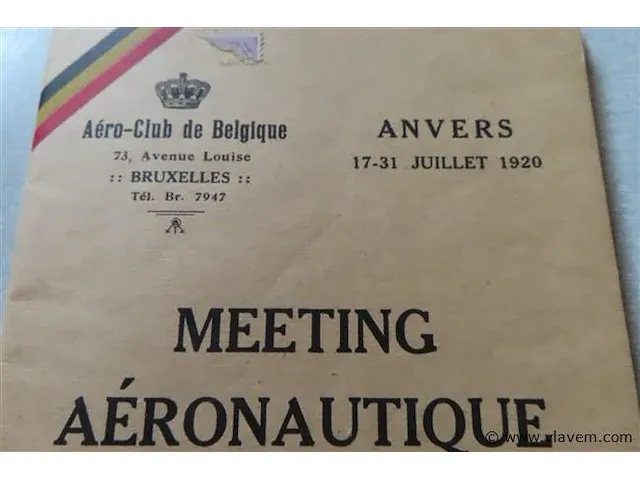 Aéro-Club de Belgique
73, Avenue Louise
:: BRUXELLES ::
Tél. Br. 7947
ANVERS
17-31 JUILLET 1920
MEETING
AÉRONAUTIQUE
© www.vlavem.com